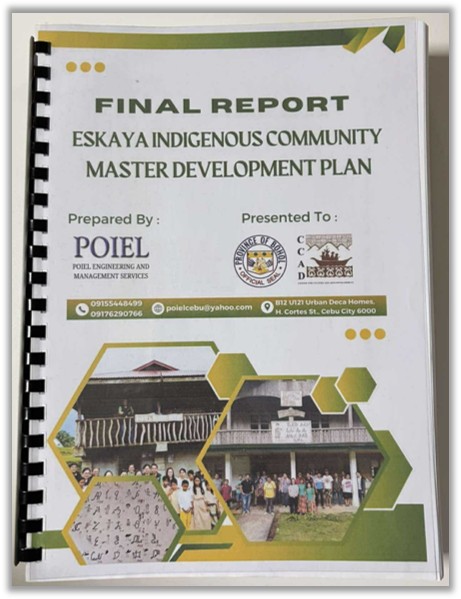 FINAL REPORT
ESKAYA INDIGENOUS COMMUNITY
MASTER DEVELOPMENT PLAN
Prepared By :
Presented To :
POIEL
POIEL ENGINEERING AND
MANAGEMENT SERVICES
PROVINCE OF BOHOL
OFFICIAL SEAL
CCAD
09155448499
09176290766
poielcebu@yahoo.com
B12 U121 Urban Deca Homes,
H. Cortes St., Cebu City 6000